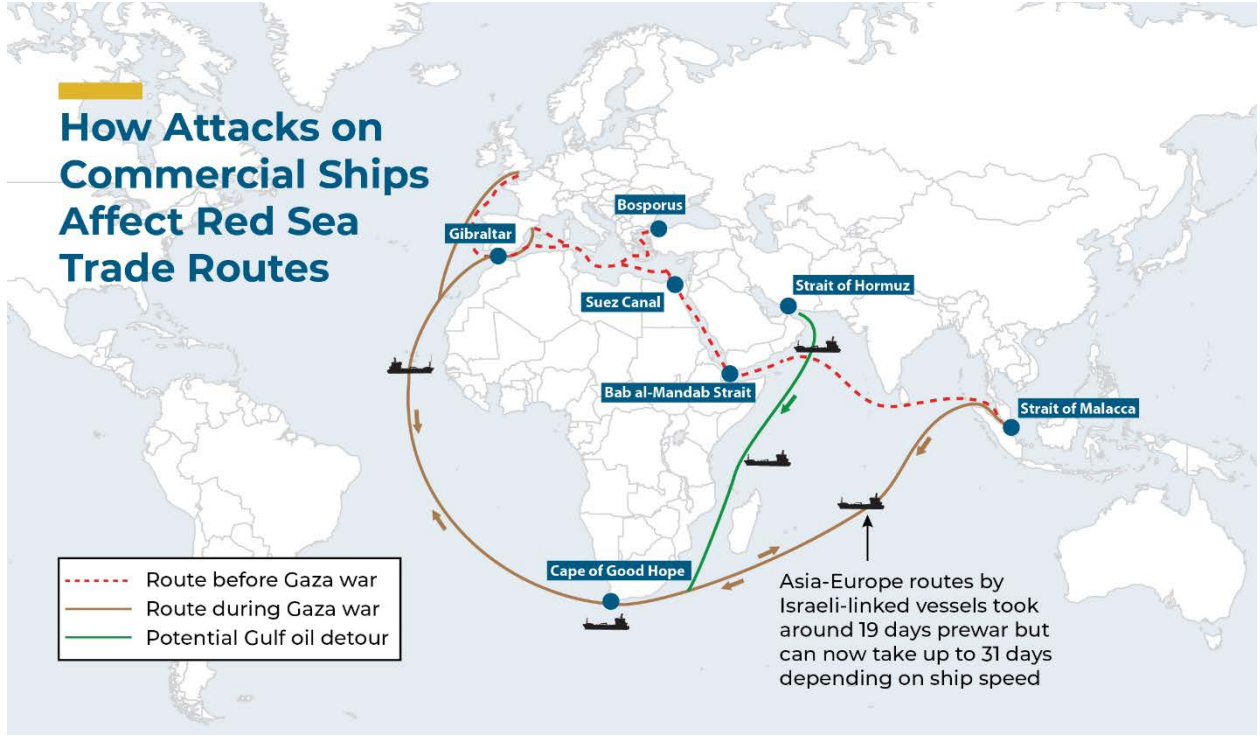 How Attacks on
Commercial Ships
Affect Red Sea
Trade Routes
Bosporus
Gibraltar
Suez Canal
Strait of Hormuz
Bab al-Mandab Strait
Strait of Malacca
Cape of Good Hope
Route before Gaza war
Route during Gaza war
Potential Gulf oil detour
Asia-Europe routes by
Israeli-linked vessels took
around 19 days prewar but
can now take up to 31 days
depending on ship speed